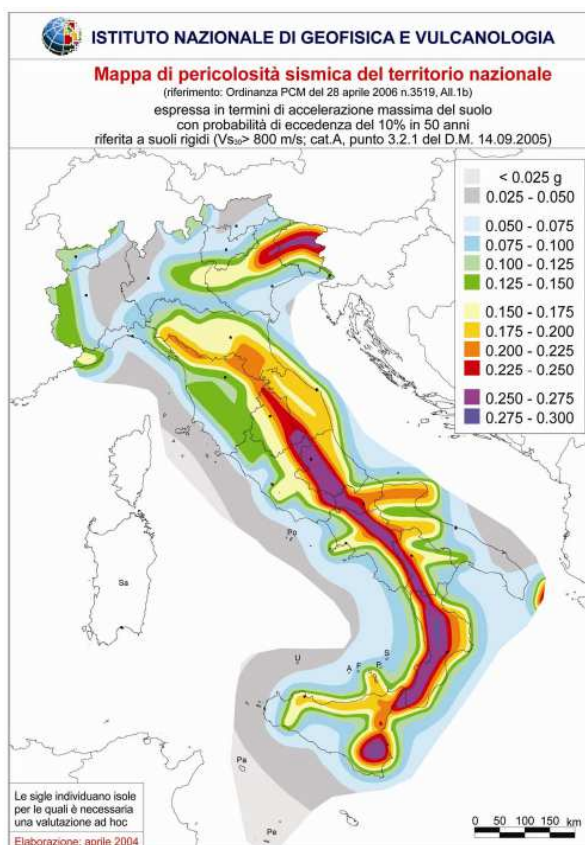 ISTITUTO NAZIONALE DI GEOFISICA E VULCANOLOGIA
Mappa di pericolosità sismica del territorio nazionale
(riferimento: Ordinanza PCM del 28 aprile 2006 n.3519, All.1b)
espressa in termini di accelerazione massima del suolo
con probabilità di eccedenza del 10% in 50 anni
riferita a suoli rigidi (Vs30> 800 m/s; cat.A, punto 3.2.1 del D.M. 14.09.2005)
< 0.025 g
0.025 - 0.050
0.050 - 0.075
0.075 - 0.100
0.100 - 0.125
0.125 - 0.150
0.150 - 0.175
0.175 - 0.200
0.200 - 0.225
0.225 - 0.250
0.250 - 0.275
0.275 - 0.300
Po
Sa
U
A F P S
Pa
Pe
Le sigle individuano isole
per le quali è necessaria
una valutazione ad hoc
Elaborazione: aprile 2004
0 50 100 150 km